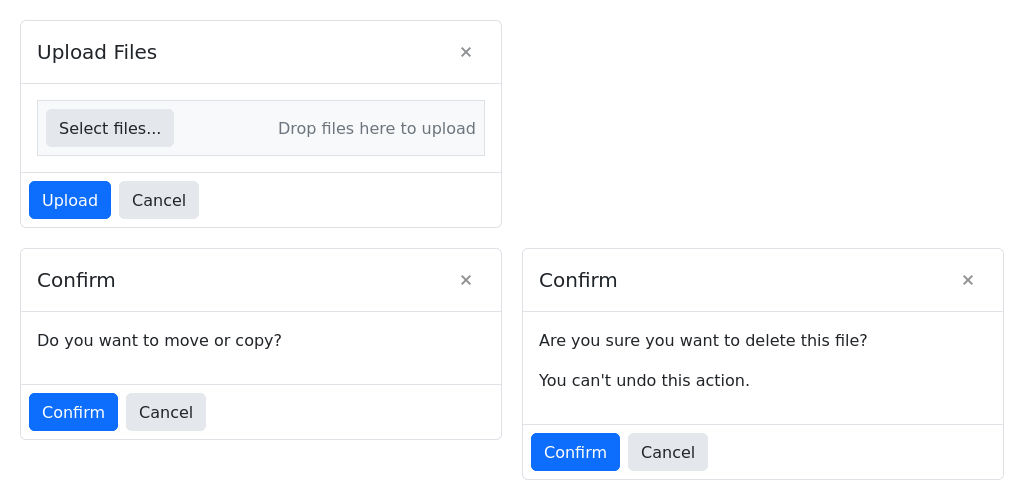 Upload Files
Select files...
Drop files here to upload
Upload
Cancel
Confirm
Do you want to move or copy?
Confirm
Cancel
Confirm
Are you sure you want to delete this file?
You can't undo this action.
Confirm
Cancel